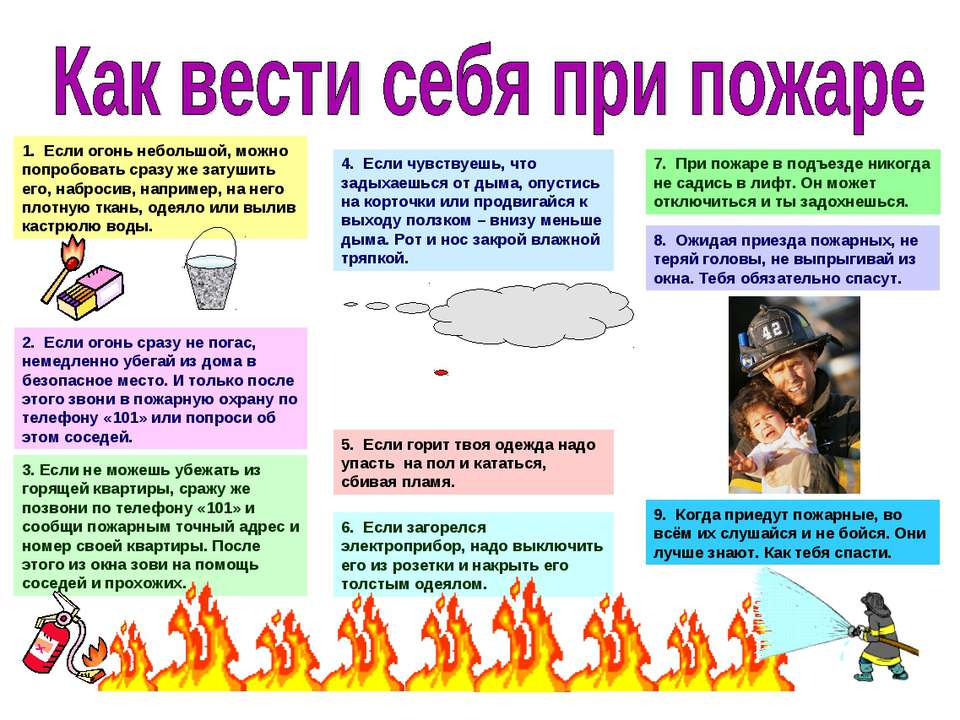 Как вести себя при пожаре
1.  Если огонь небольшой, можно
попробовать сразу же затушить
его, набросив, например, на него
плотную ткань, одеяло или вылив
кастрюлю воды.
2.  Если огонь сразу не погас,
немедленно убегай из дома в
безопасное место. И только после
этого звони в пожарную охрану по
телефону «101» или попроси об
этом соседей.
3. Если не можешь убежать из
горящей квартиры, сражу же
позвони по телефону «101» и
сообщи пожарным точный адрес и
номер своей квартиры. После
этого из окна зови на помощь
соседей и прохожих.
4.  Если чувствуешь, что
задыхаешься от дыма, опустись
на корточки или продвигайся к
выходу ползком – внизу меньше
дыма. Рот и нос закрой влажной
тряпкой.
5.  Если горит твоя одежда надо
упасть  на пол и кататься,
сбивая пламя.
6.  Если загорелся
электроприбор, надо выключить
его из розетки и накрыть его
толстым одеялом.
7.  При пожаре в подъезде никогда
не садись в лифт. Он может
отключиться и ты задохнешься.
8.  Ожидая приезда пожарных, не
теряй головы, не выпрыгивай из
окна. Тебя обязательно спасут.
42
9.  Когда приедут пожарные, во
всём их слушайся и не бойся. Они
лучше знают. Как тебя спасти.